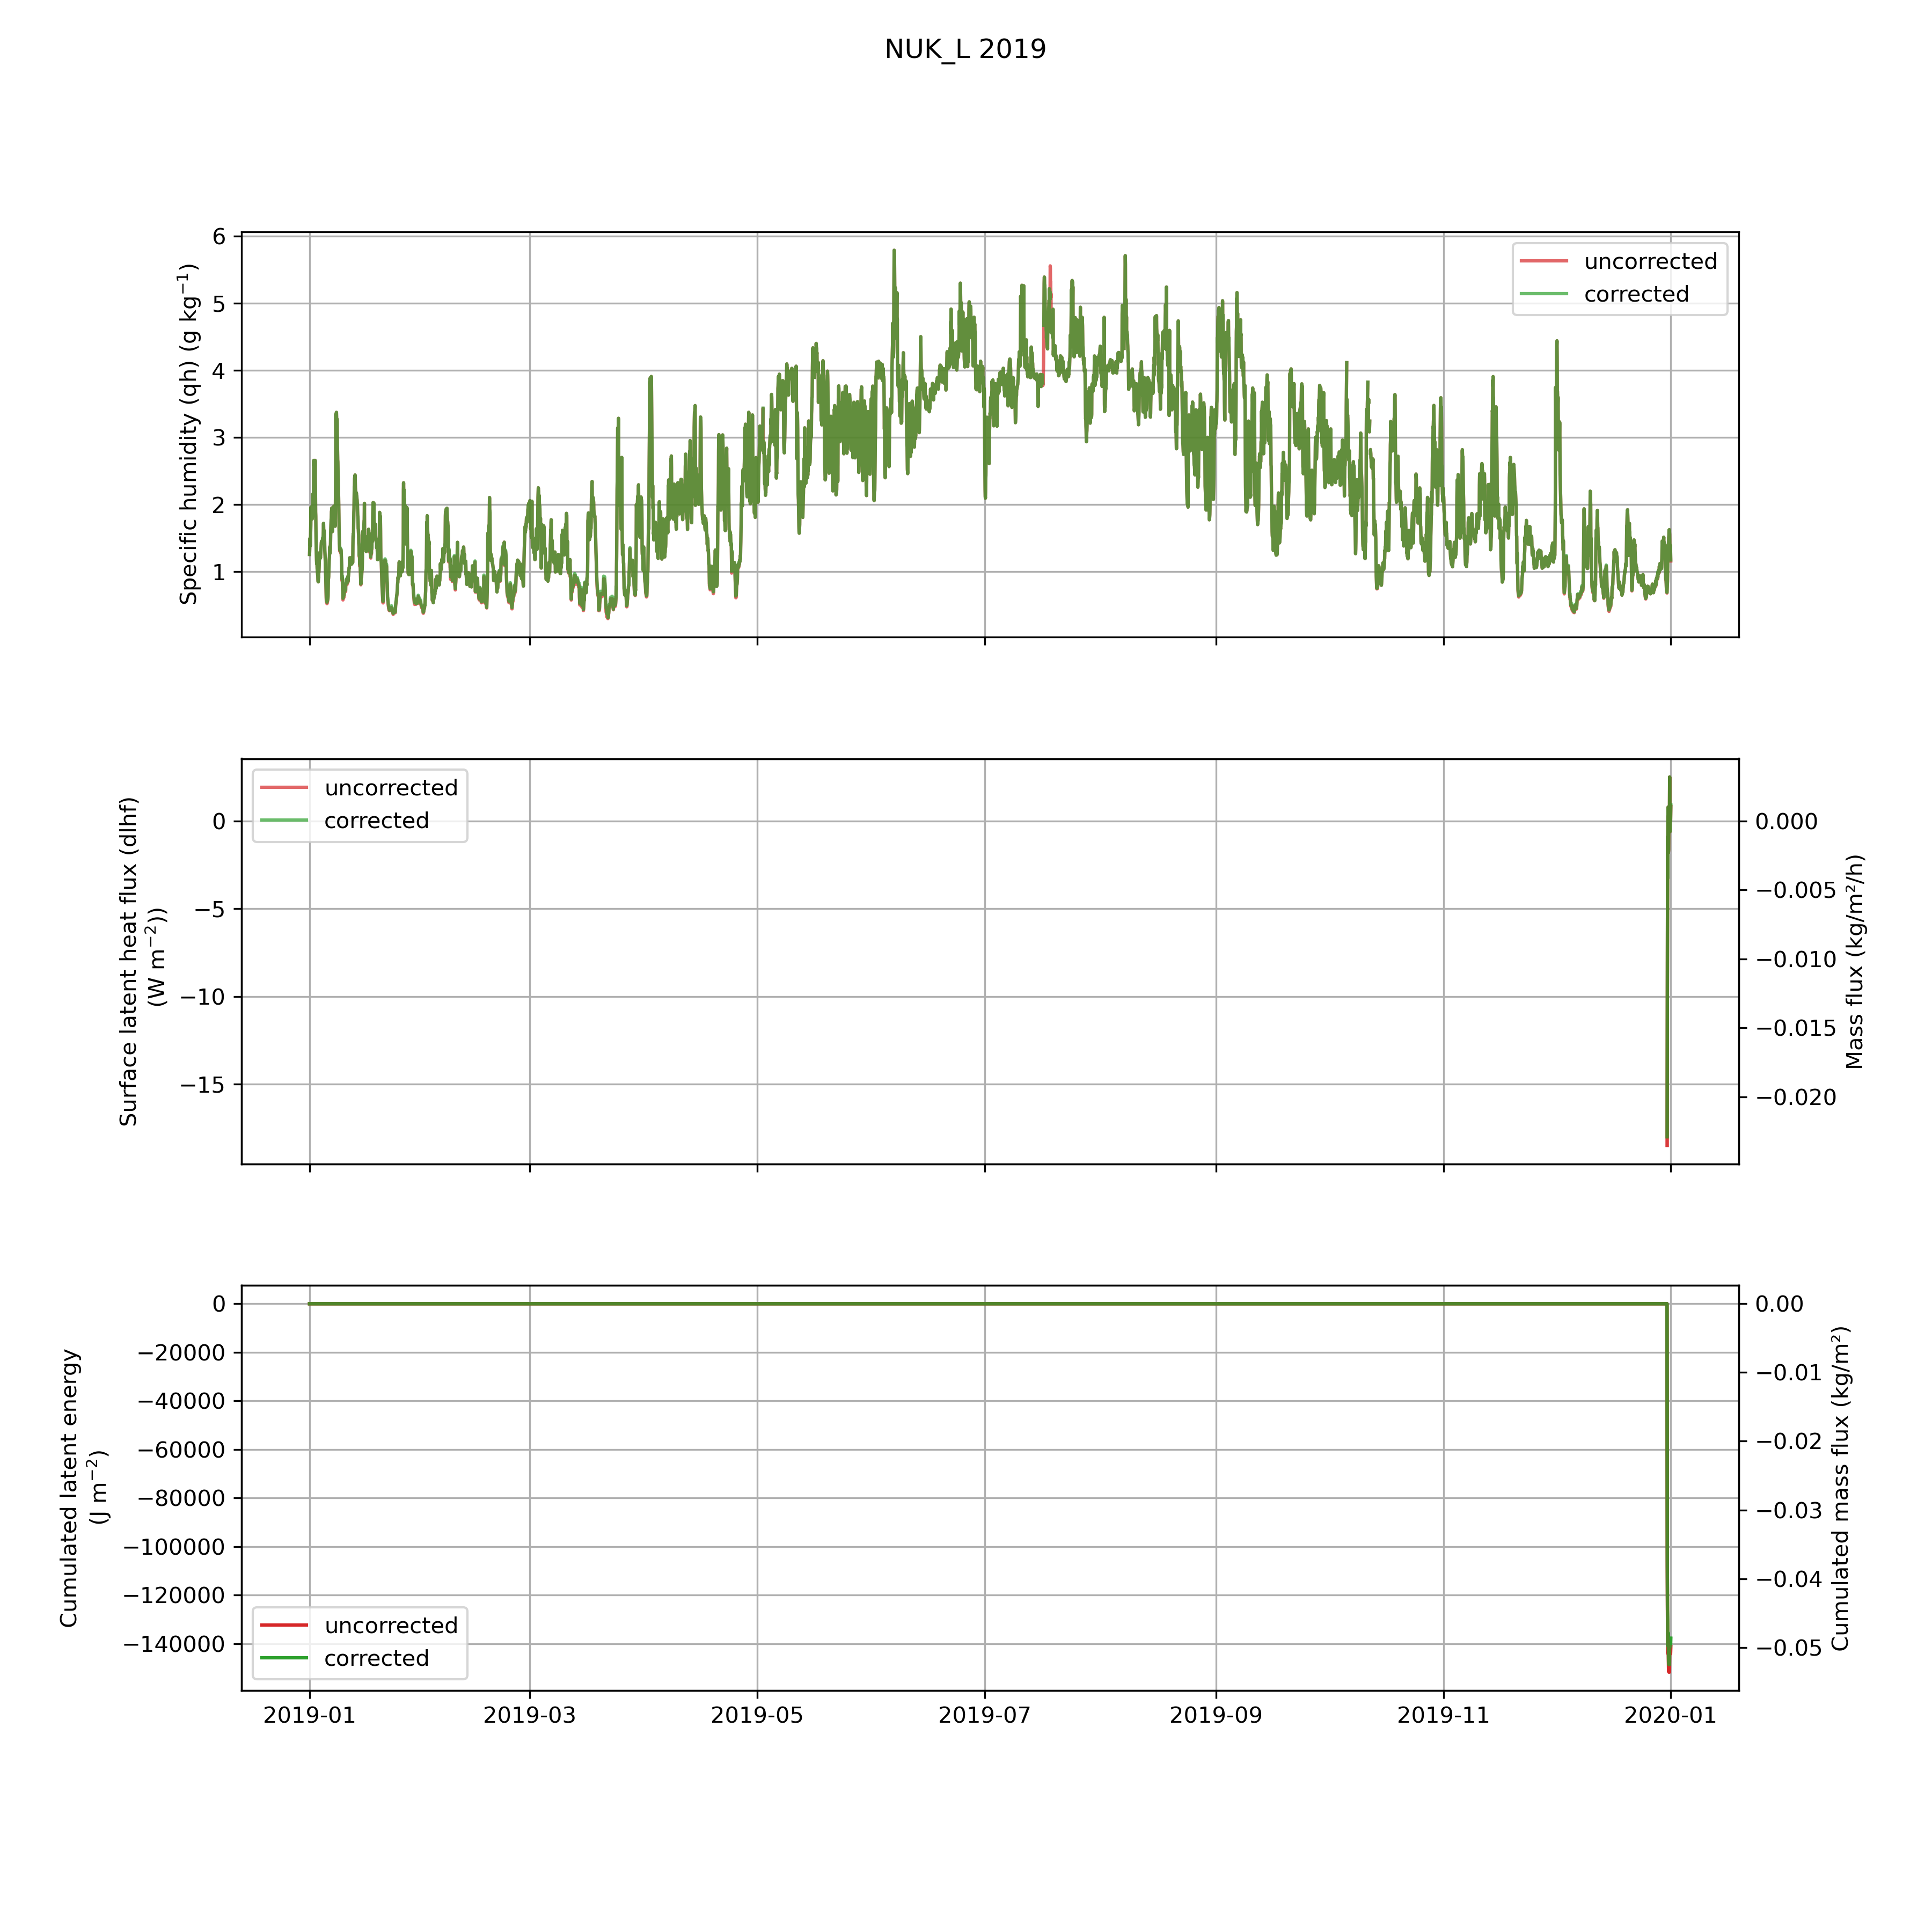 NUK_L 2019
Specific humidity (qh) (g kg⁻¹)
6
5
4
3
2
1
uncorrected
corrected
Surface latent heat flux (dlhf)
(W m⁻²))
0
−5
−10
−15
uncorrected
corrected
0.000
−0.005
−0.010
−0.015
−0.020
Mass flux (kg/m²/h)
Cumulated latent energy
(J m⁻²)
0
−20000
−40000
−60000
−80000
−100000
−120000
−140000
uncorrected
corrected
0.00
−0.01
−0.02
−0.03
−0.04
−0.05
Cumulated mass flux (kg/m²)
2019-01 2019-03 2019-05 2019-07 2019-09 2019-11 2020-01